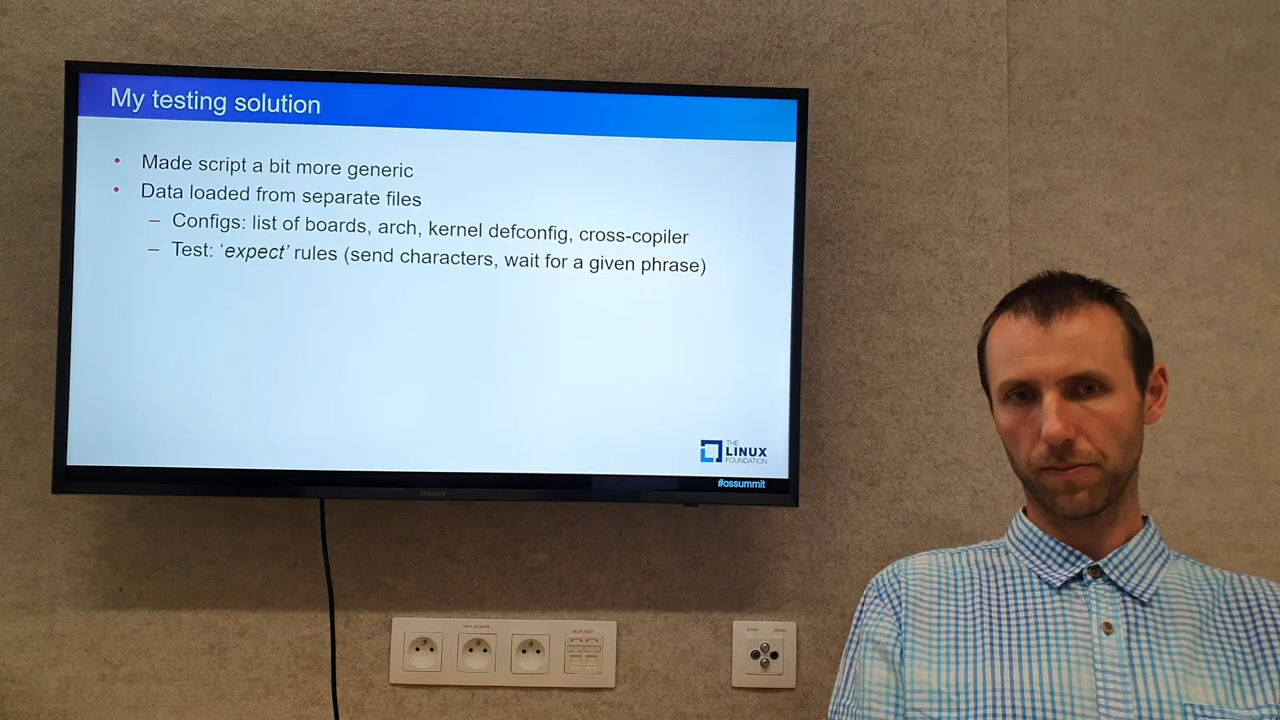 My testing solution
• Made script a bit more generic
• Data loaded from separate files
– Configs: list of boards, arch, kernel defconfig, cross-copiler
– Test: ‘expect’ rules (send characters, wait for a given phrase)
THE
LINUX
FOUNDATION
#ossummit
SAMSUNG